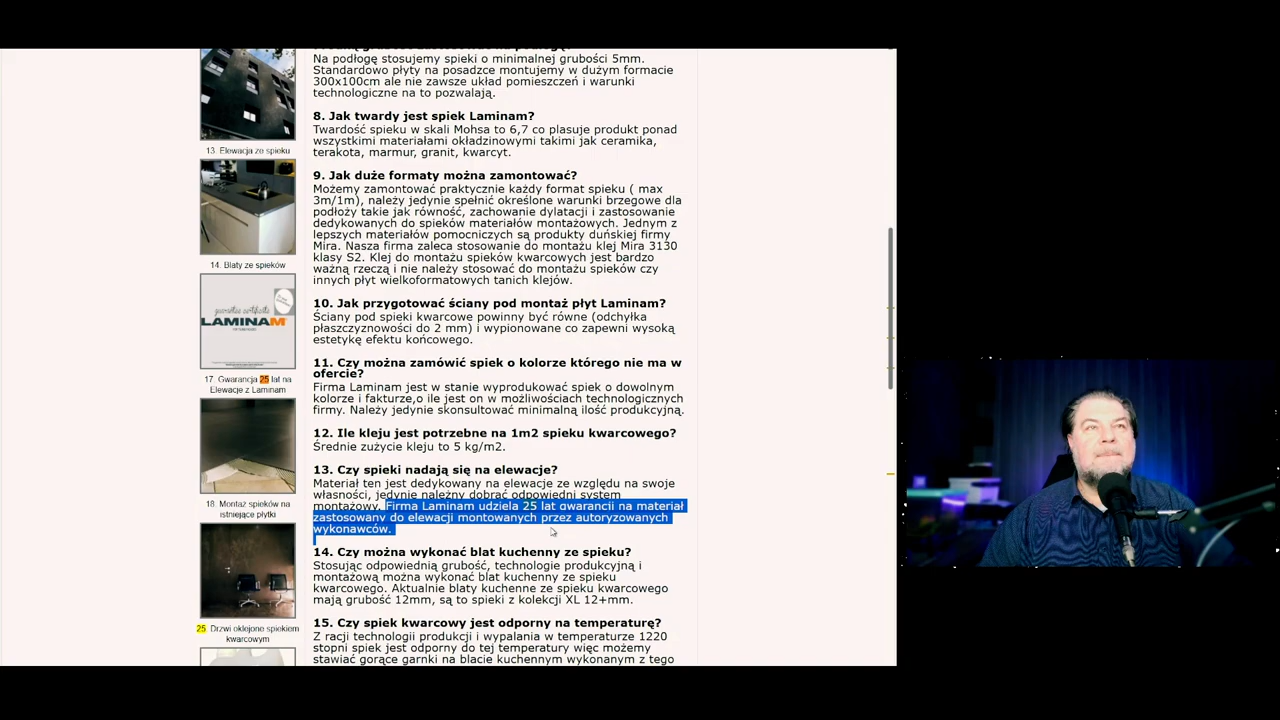 Na podłogę stosujemy spieki o minimalnej grubości 5mm.
Standardowo płyty na posadzce montujemy w dużym formacie
300x100cm ale nie zawsze układ pomieszczeń i warunki
technologiczne na to pozwalają.
8. Jak twardy jest spiek Laminam?
Twardość spieku w skali Mohsa to 6,7 co plasuje produkt ponad
wszystkimi materiałami okładzinowymi takimi jak ceramika,
terakota, marmur, granit, kwarcyt.
9. Jak duże formaty można zamontować?
Możemy zamontować praktycznie każdy format spieku ( max
3m/1m), należy jedynie spełnić określone warunki brzegowe dla
podłoży takie jak równość, zachowanie dylatacji i zastosowanie
dedykowanych do spieków materiałów montażowych. Jednym z
lepszych materiałów pomocniczych są produkty duńskiej firmy
Mira. Nasza firma zaleca stosowanie do montażu klej Mira 3130
klasy S2. Klej do montażu spieków kwarcowych jest bardzo
ważną rzeczą i nie należy stosować do montażu spieków czy
innych płyt wielkoformatowych tanich klejów.
10. Jak przygotować ściany pod montaż płyt Laminam?
Ściany pod spieki kwarcowe powinny być równe (odchyłka
płaszczyznowości do 2 mm) i wypionowane co zapewni wysoką
estetykę efektu końcowego.
11. Czy można zamówić spiek o kolorze którego nie ma w
ofercie?
Firma Laminam jest w stanie wyprodukować spiek o dowolnym
kolorze i fakturze,o ile jest on w możliwościach technologicznych
firmy. Należy jedynie skonsultować minimalną ilość produkcyjną.
12. Ile kleju jest potrzebne na 1m2 spieku kwarcowego?
Średnie zużycie kleju to 5 kg/m2.
13. Czy spieki nadają się na elewacje?
Materiał ten jest dedykowany na elewacje ze względu na swoje
własności, jedynie należny dobrać odpowiedni system
montażowy. Firma Laminam udziela 25 lat gwarancji na materiał
zastosowany do elewacji montowanych przez autoryzowanych
wykonawców.
14. Czy można wykonać blat kuchenny ze spieku?
Stosując odpowiednią grubość, technologie produkcyjną i
montażową można wykonać blat kuchenny ze spieku
kwarcowego. Aktualnie blaty kuchenne ze spieku kwarcowego
mają grubość 12mm, są to spieki z kolekcji XL 12+mm.
15. Czy spiek kwarcowy jest odporny na temperaturę?
Z racji technologii produkcji i wypalania w temperaturze 1220
stopni spiek jest odporny do tej temperatury więc możemy
stawiać gorące garnki na blacie kuchennym wykonanym z tego
13. Elewacja ze spieku
14. Blaty ze spieków
LAMINAM
17. Gwarancja 25 lat na
Elewacje z Laminam
18. Montaż spieków na
istniejące płytki
25. Drzwi oklejone spiekiem
kwarcowym